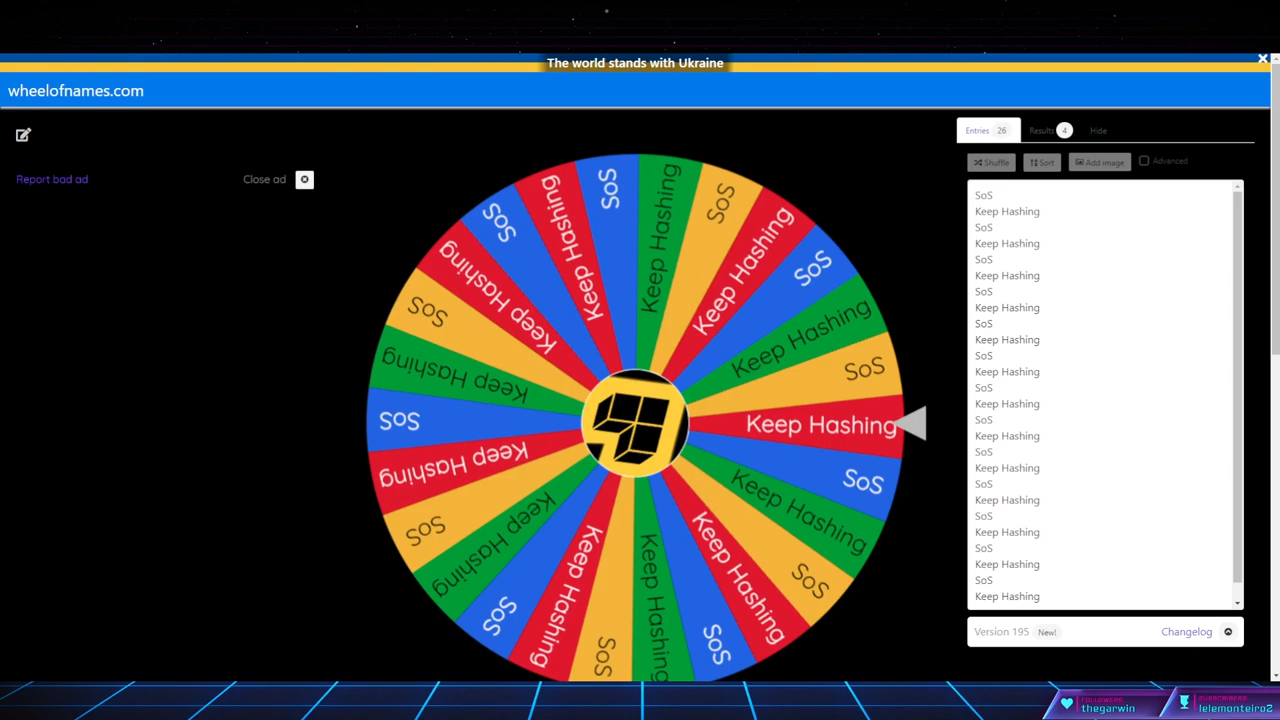 The world stands with Ukraine
wheelofnames.com
Report bad ad
Close ad
Entries 26
Results 4
Hide
Shuffle
Sort
Add image
Advanced
SoS
Keep Hashing
SoS
Keep Hashing
SoS
Keep Hashing
SoS
Keep Hashing
SoS
Keep Hashing
SoS
Keep Hashing
SoS
Keep Hashing
SoS
Keep Hashing
SoS
Keep Hashing
SoS
Keep Hashing
SoS
Keep Hashing
SoS
Keep Hashing
SoS
Keep Hashing
Version 195 New!
Changelog
Keep Hashing
SoS
Keep Hashing
SoS
Keep Hashing
SoS
Keep Hashing
SoS
Keep Hashing
SoS
Keep Hashing
SoS
Keep Hashing
SoS
Keep Hashing
SoS
Keep Hashing
SoS
Keep Hashing
SoS
Keep Hashing
SoS
Keep Hashing
SoS
Keep Hashing
SoS
FOLLOWERS
thegarwin
SUBSCRIBERS
lelemonteiro2